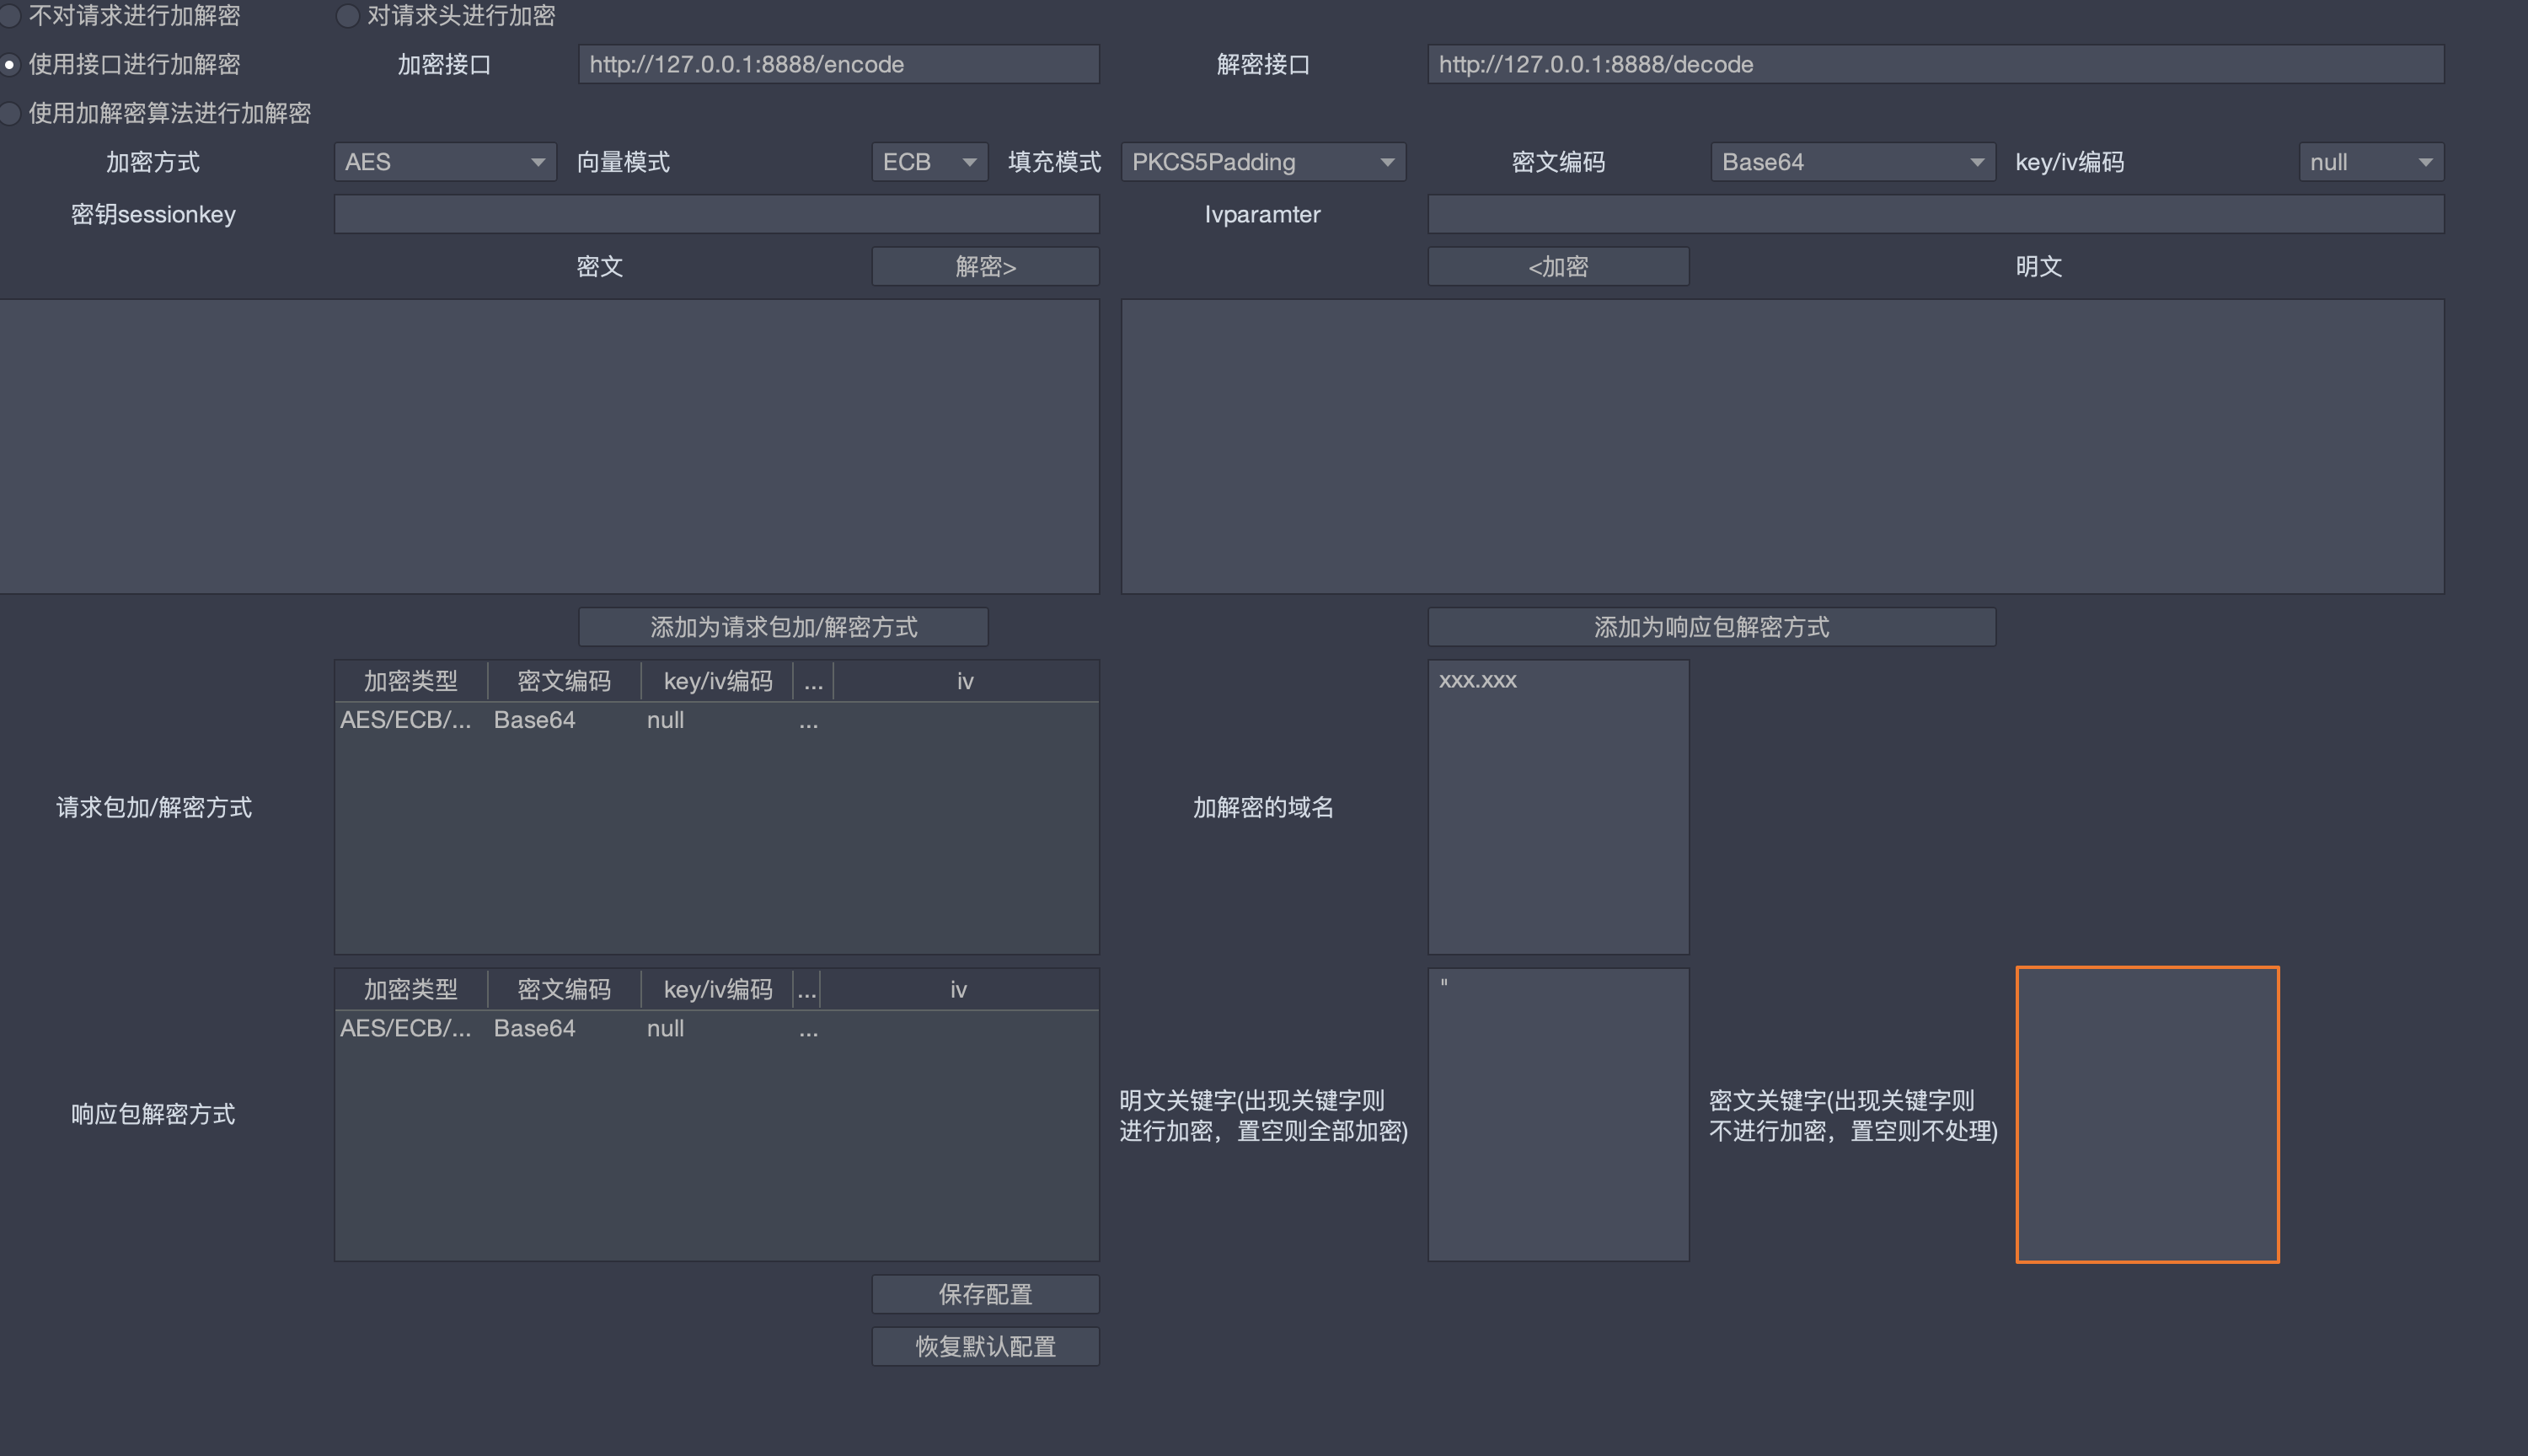 不对请求进行加解密 对请求头进行加密
使用接口进行加解密 加密接口 http://127.0.0.1:8888/encode 解密接口 http://127.0.0.1:8888/decode
使用加解密算法进行加解密
加密方式 AES 向量模式 ECB 填充模式 PKCS5Padding 密文编码 Base64 key/iv编码 null
密钥sessionkey Ivparamter
密文 解密> <加密 明文
添加为请求包加/解密方式 添加为响应包解密方式
加密类型 密文编码 key/iv编码 ... iv
AES/ECB/... Base64 null ...
xxx.xxx
请求包加/解密方式 加解密的域名
加密类型 密文编码 key/iv编码 ... iv
AES/ECB/... Base64 null ...
"
响应包解密方式
明文关键字(出现关键字则
进行加密，置空则全部加密)
密文关键字(出现关键字则
不进行加密，置空则不处理)
保存配置
恢复默认配置